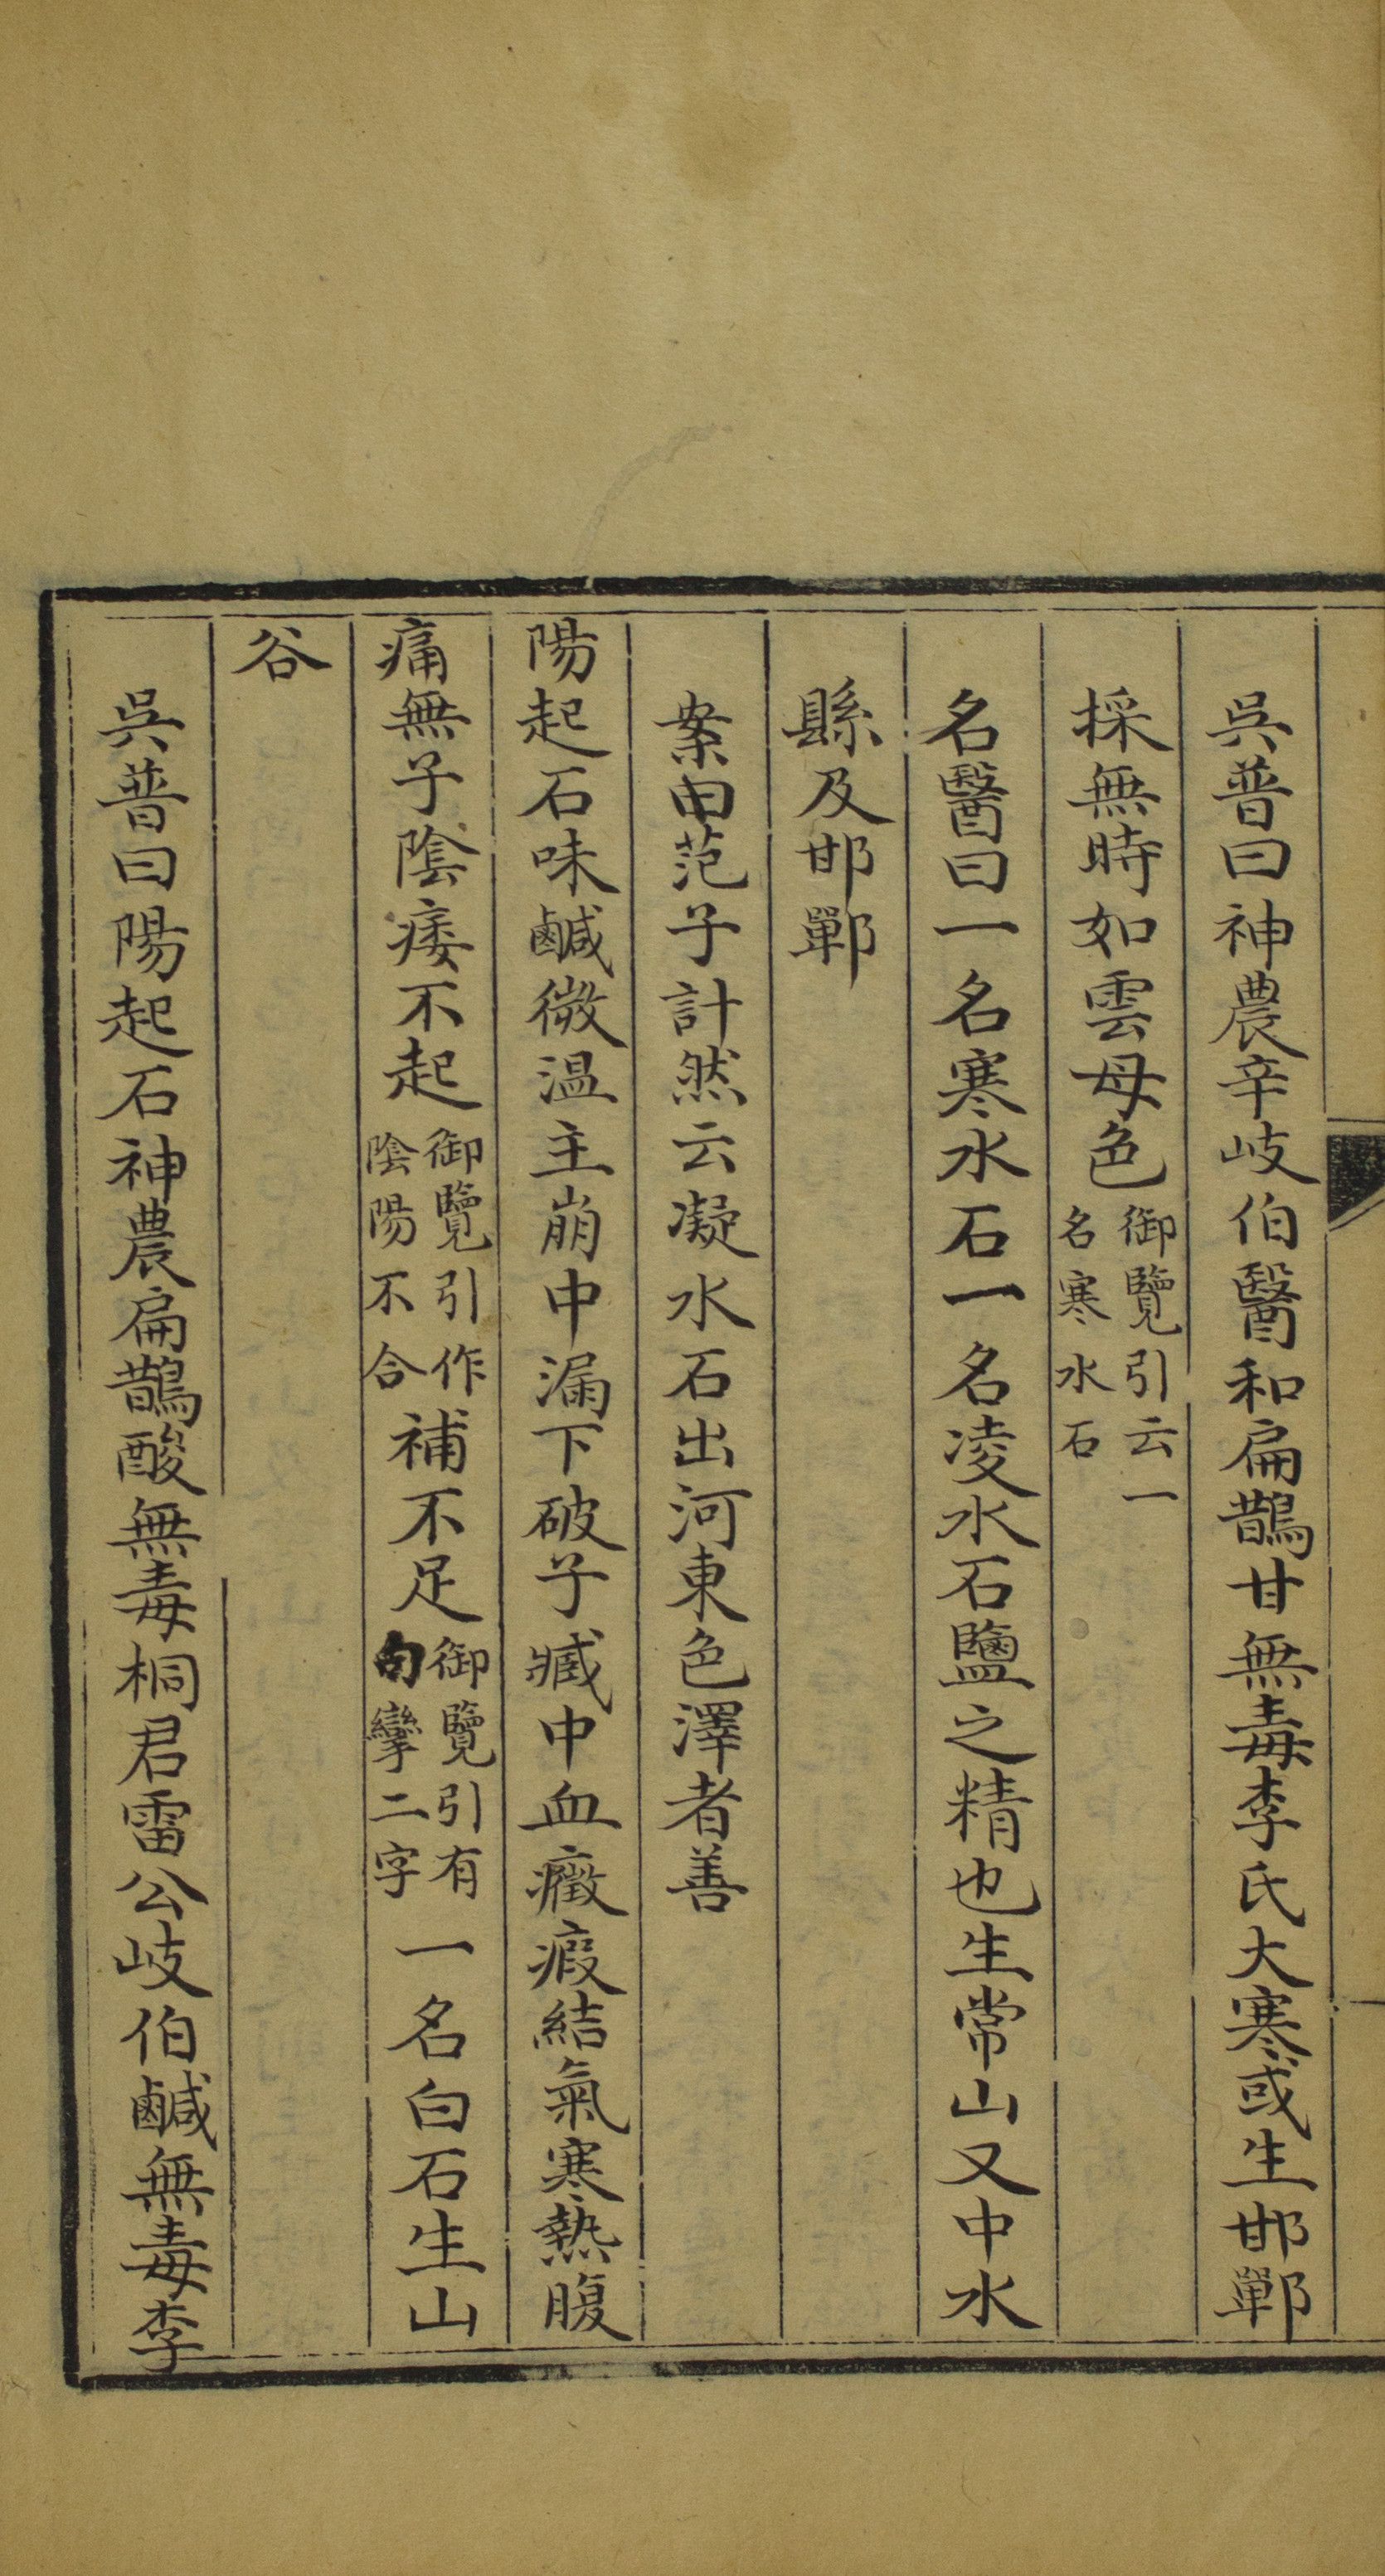 吳普曰神農辛岐伯醫和扁鵲甘無毒李氏大寒或生邯鄲
採無時如雲母色御覽引云一名寒水石
名醫曰一名寒水石一名凌水石鹽之精也生常山又中水
縣及邯鄲
案由范子計然云凝水石出河東色澤者善
陽起石味鹹微温主崩中漏下破子臧中血癥瘕結氣寒熱腹
痛無子陰痿不起御覽引作陰陽不合補不足御覽引有句攣二字一名白石生山
谷
吳普曰陽起石神農扁鵲酸無毒桐君雷公岐伯鹹無毒李